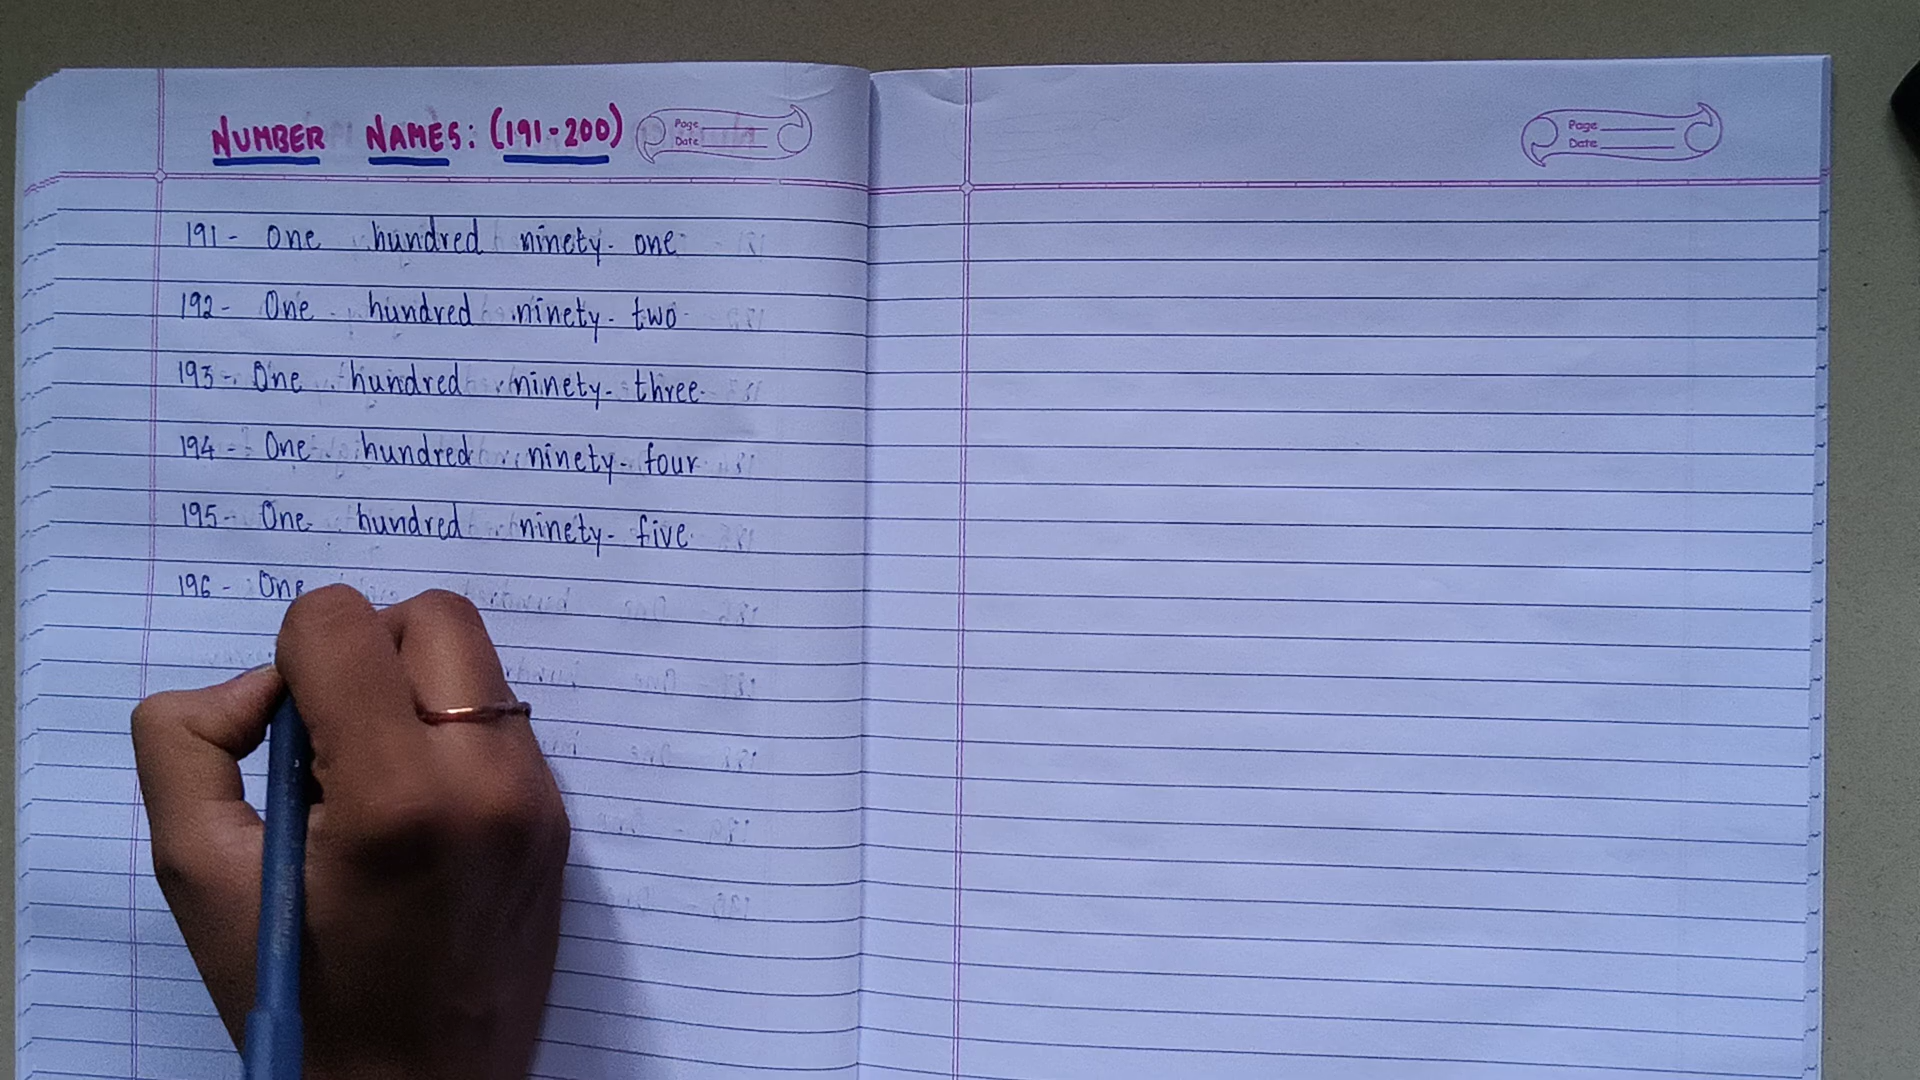 NUMBER NAMES: (191-200)
Page
Date
191- One hundred ninety-one
192- One hundred ninety-two
193- One hundred ninety-three
194- One hundred ninety-four
195- One hundred ninety-five
196- One
Page
Date